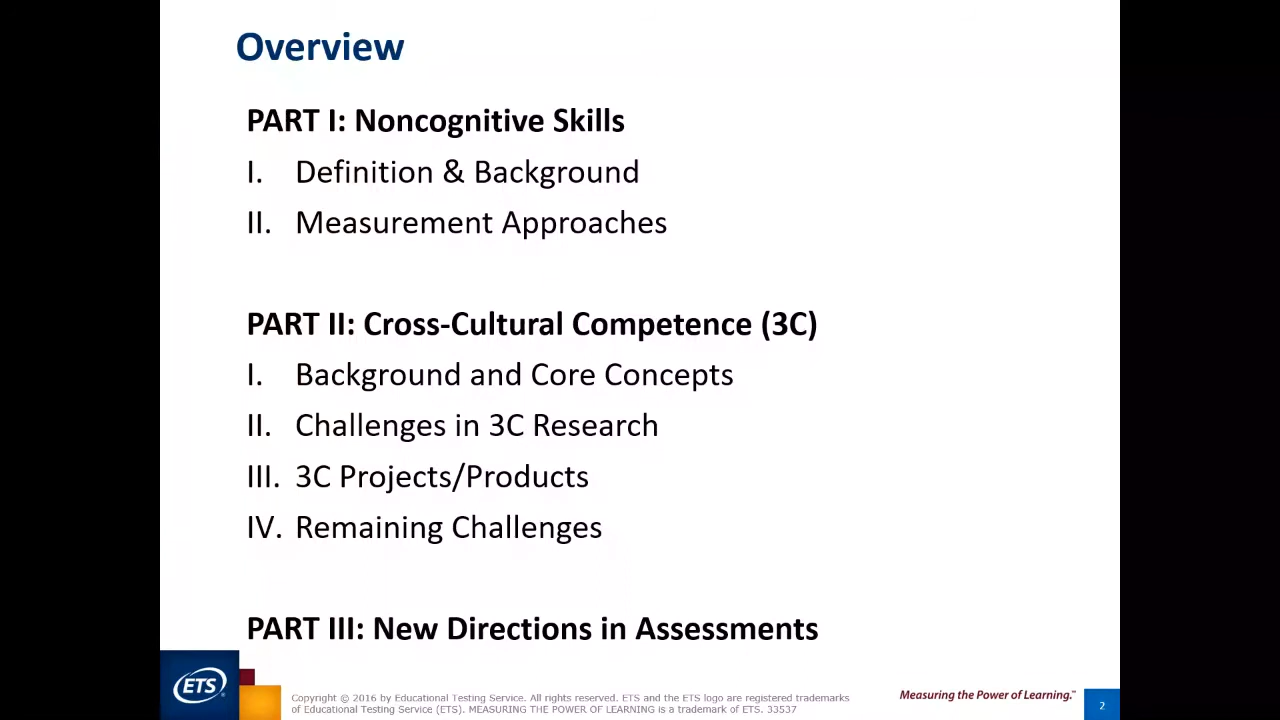 Overview
PART I: Noncognitive Skills
I. Definition & Background
II. Measurement Approaches
PART II: Cross-Cultural Competence (3C)
I. Background and Core Concepts
II. Challenges in 3C Research
III. 3C Projects/Products
IV. Remaining Challenges
PART III: New Directions in Assessments
ETS®
Copyright © 2016 by Educational Testing Service. All rights reserved. ETS and the ETS logo are registered trademarks
of Educational Testing Service (ETS). MEASURING THE POWER OF LEARNING is a trademark of ETS. 33537
Measuring the Power of Learning.™
2